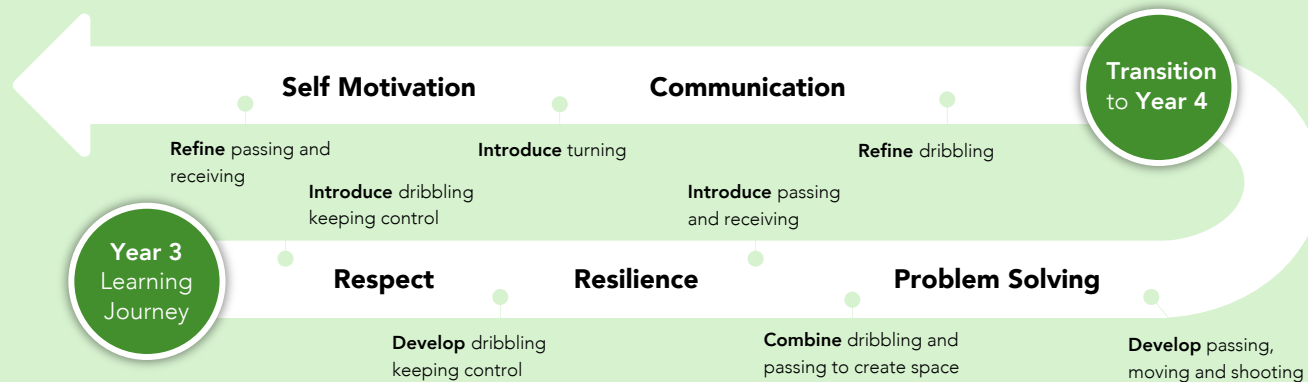 Self Motivation
Communication
Transition
to Year 4
Refine passing and
receiving
Introduce turning
Refine dribbling
Introduce dribbling
keeping control
Introduce passing
and receiving
Year 3
Learning
Journey
Respect
Resilience
Problem Solving
Develop dribbling
keeping control
Combine dribbling and
passing to create space
Develop passing,
moving and shooting